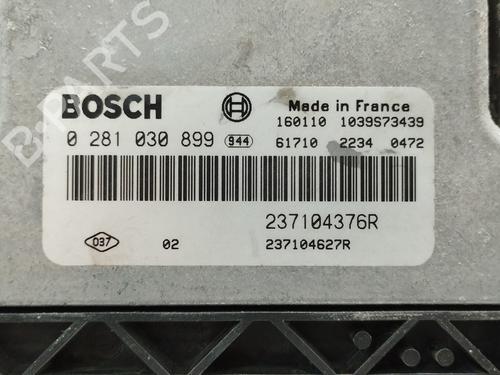 B-PARTS
BOSCH
Made in France
160110 1039S73439
0 281 030 899 944 61710 2234 0472
237104376R
037 02 237104627R